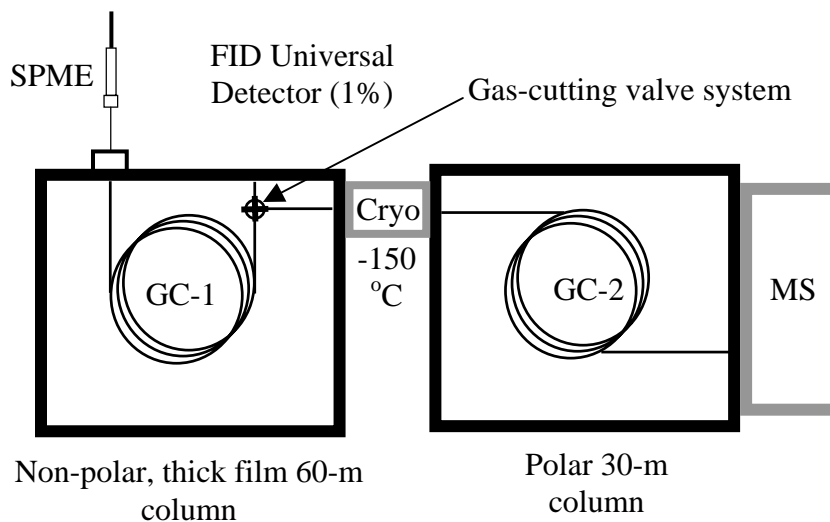 SPME
FID Universal
Detector (1%)
Gas-cutting valve system
GC-1
Cryo
-150
°C
GC-2
MS
Non-polar, thick film 60-m
column
Polar 30-m
column